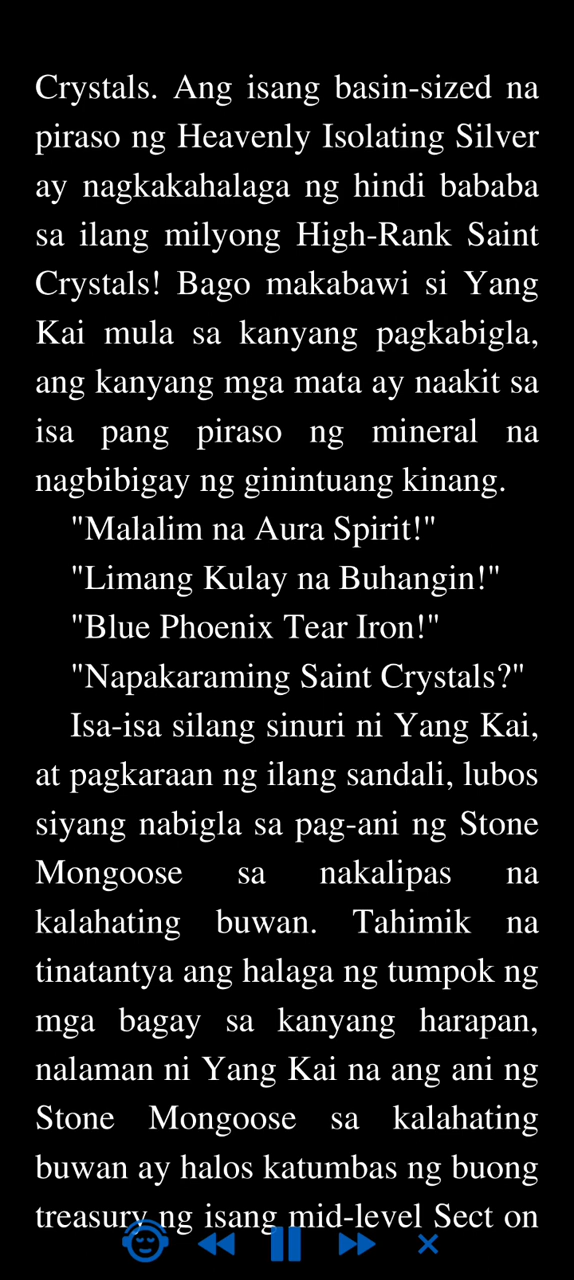 Crystals. Ang isang basin-sized na
piraso ng Heavenly Isolating Silver
ay nagkakahalaga ng hindi bababa
sa ilang milyong High-Rank Saint
Crystals! Bago makabawi si Yang
Kai mula sa kanyang pagkabigla,
ang kanyang mga mata ay naakit sa
isa pang piraso ng mineral na
nagbibigay ng ginintuang kinang.
"Malalim na Aura Spirit!"
"Limang Kulay na Buhangin!"
"Blue Phoenix Tear Iron!"
"Napakaraming Saint Crystals?"
Isa-isa silang sinuri ni Yang Kai,
at pagkaraan ng ilang sandali, lubos
siyang nabigla sa pag-ani ng Stone
Mongoose sa nakalipas na
kalahating buwan. Tahimik na
tinatantya ang halaga ng tumpok ng
mga bagay sa kanyang harapan,
nalaman ni Yang Kai na ang ani ng
Stone Mongoose sa kalahating
buwan ay halos katumbas ng buong
treasury ng isang mid-level Sect on